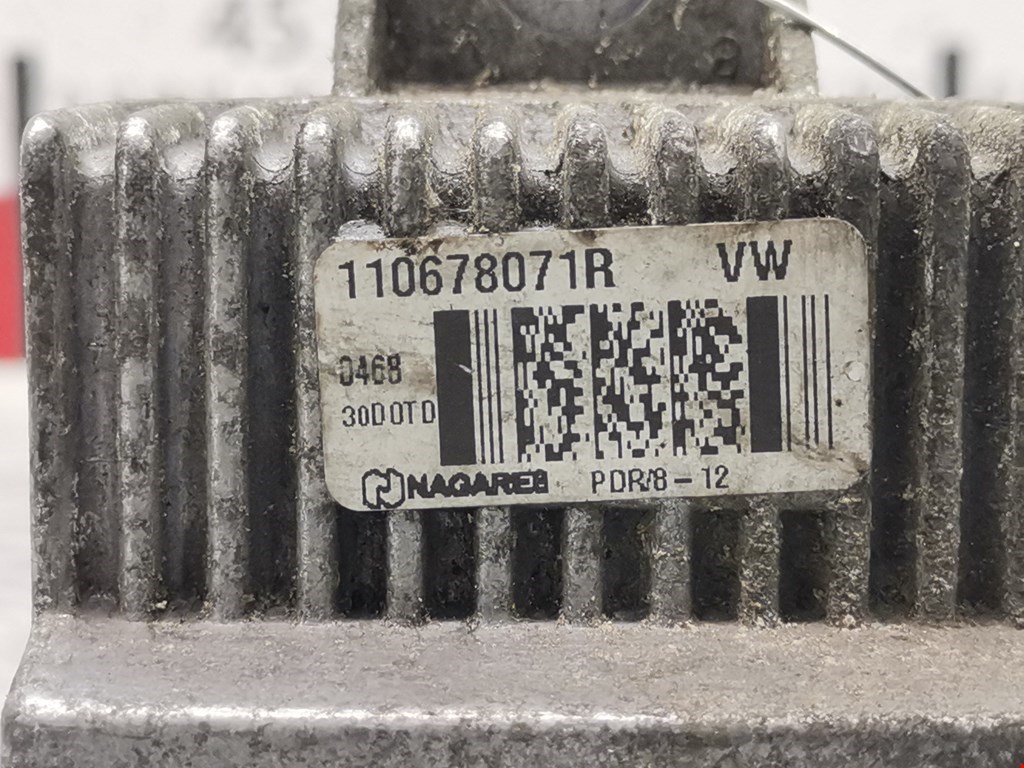 110678071R VW
0468
30D0TD
NAGARES PDR/8-12